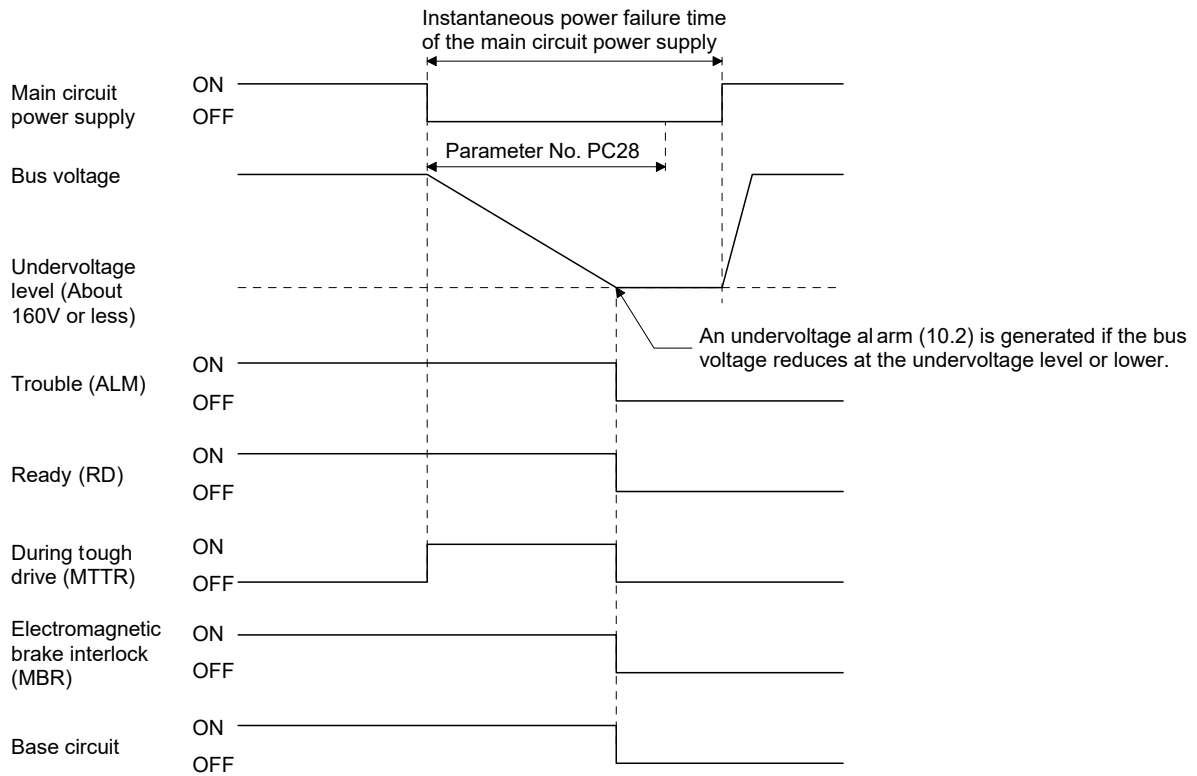 Instantaneous power failure time
of the main circuit power supply
Main circuit
power supply
ON
OFF
Parameter No. PC28
Bus voltage
Undervoltage
level (About
160V or less)
An undervoltage al arm (10.2) is generated if the bus
voltage reduces at the undervoltage level or lower.
Trouble (ALM)
ON
OFF
Ready (RD)
ON
OFF
During tough
drive (MTTR)
ON
OFF
Electromagnetic
brake interlock
(MBR)
ON
OFF
Base circuit
ON
OFF